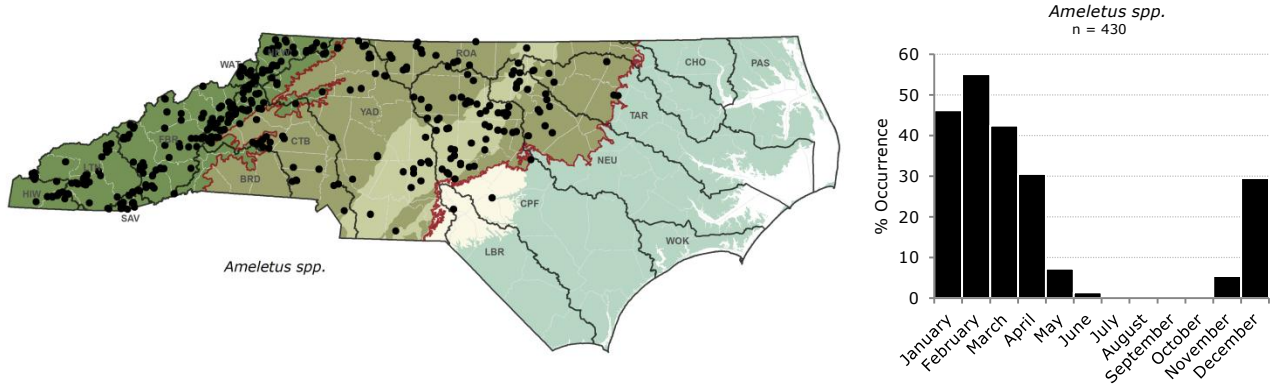 WAT
ROA
YAD
FBR
LTN
CTB
BRD
HIW
SAV
CHO
PAS
TAR
NEU
CPF
WOK
LBR
Ameletus spp.
Ameletus spp.
n = 430
% Occurrence
60
50
40
30
20
10
0
January
February
March
April
May
June
July
August
September
October
November
December